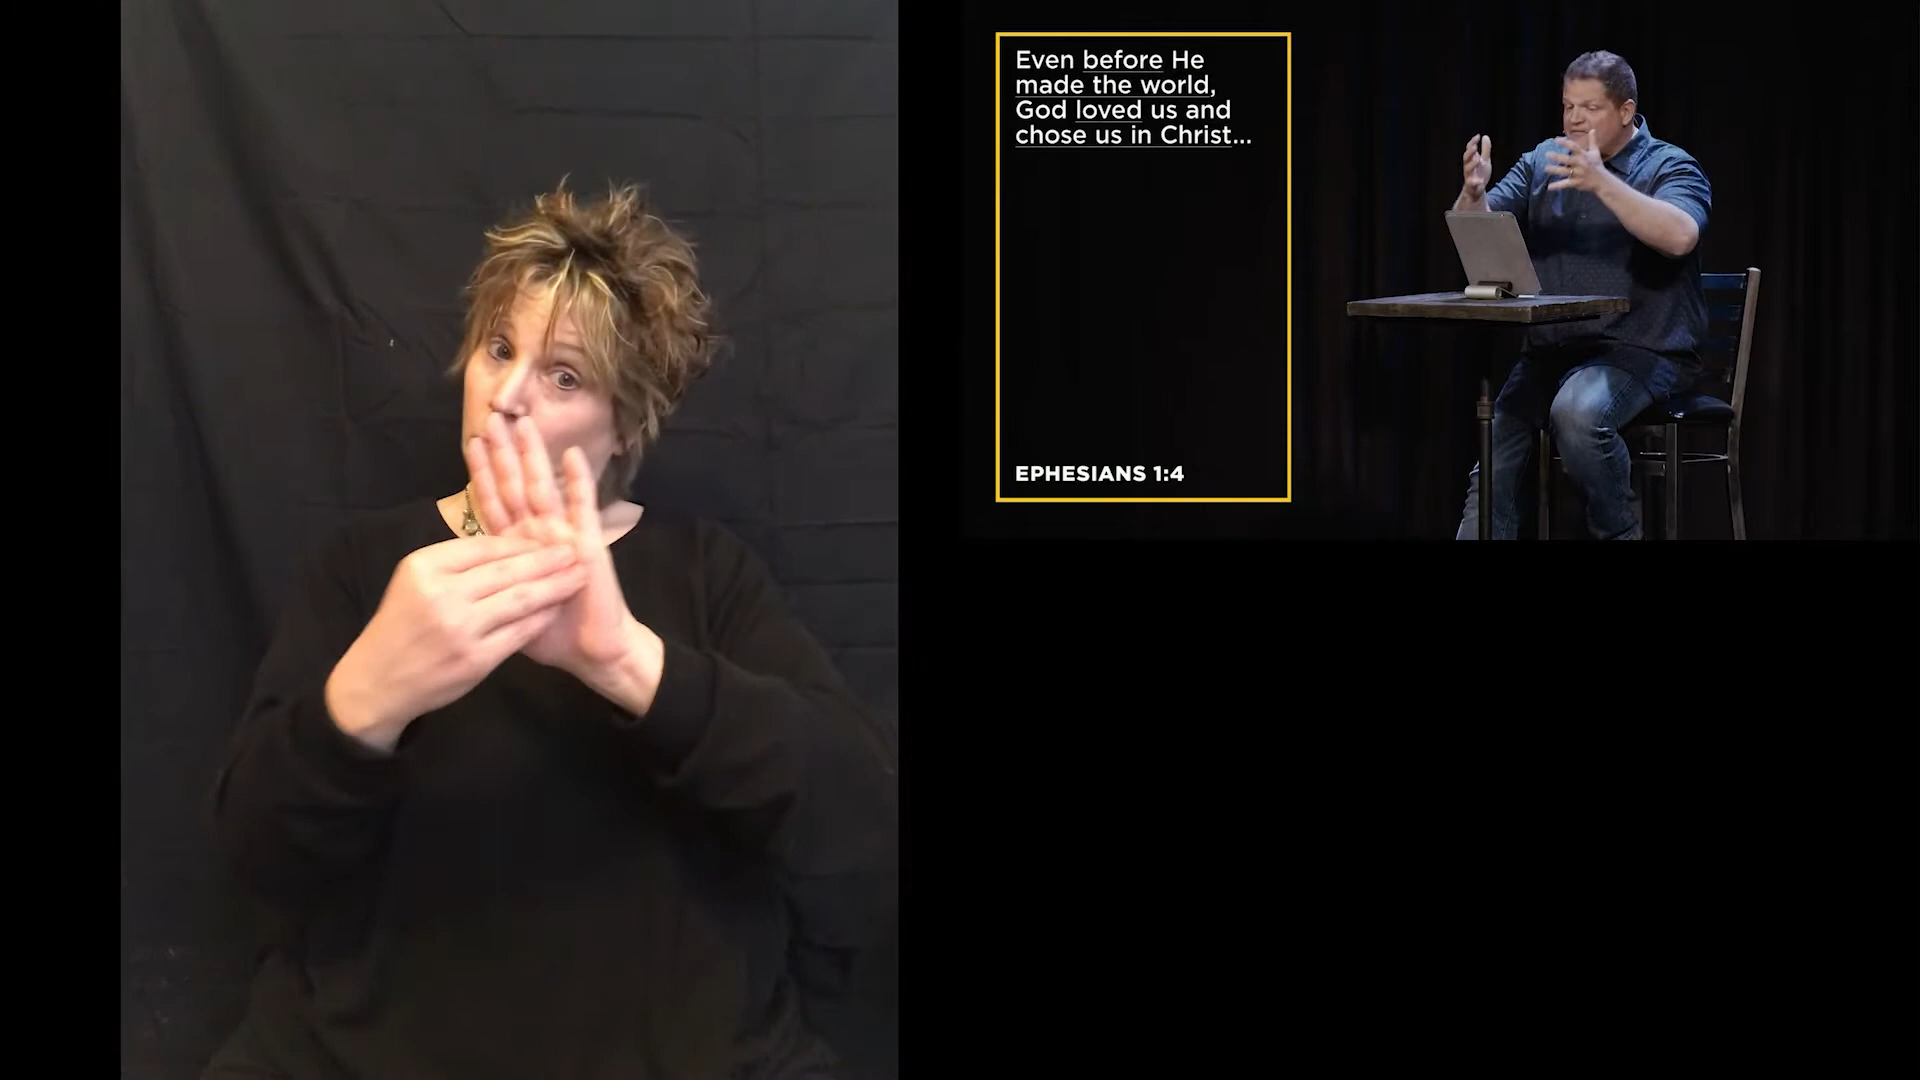 Even before He
made the world,
God loved us and
chose us in Christ...
EPHESIANS 1:4